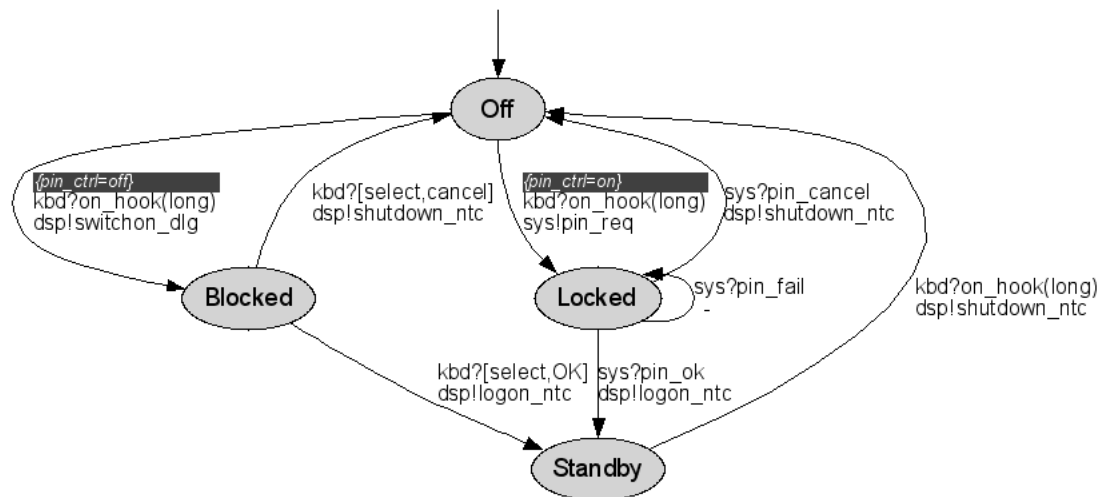 Off
{pin_ctrl=off}
kbd?on_hook(long)
dsp!switchon_dlg
kbd?[select,cancel]
dsp!shutdown_ntc
{pin_ctrl=on}
kbd?on_hook(long)
sys!pin_req
sys?pin_cancel
dsp!shutdown_ntc
Blocked
Locked
sys?pin_fail
-
kbd?on_hook(long)
dsp!shutdown_ntc
kbd?[select,OK]
dsp!logon_ntc
sys?pin_ok
dsp!logon_ntc
Standby